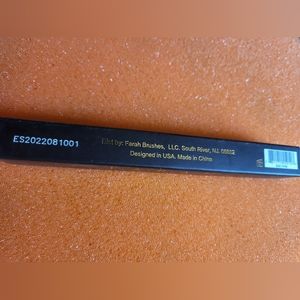 ES2022081001
Dist by: Farah Brushes, LLC. South River, NJ. 08882
Designed in USA. Made in China